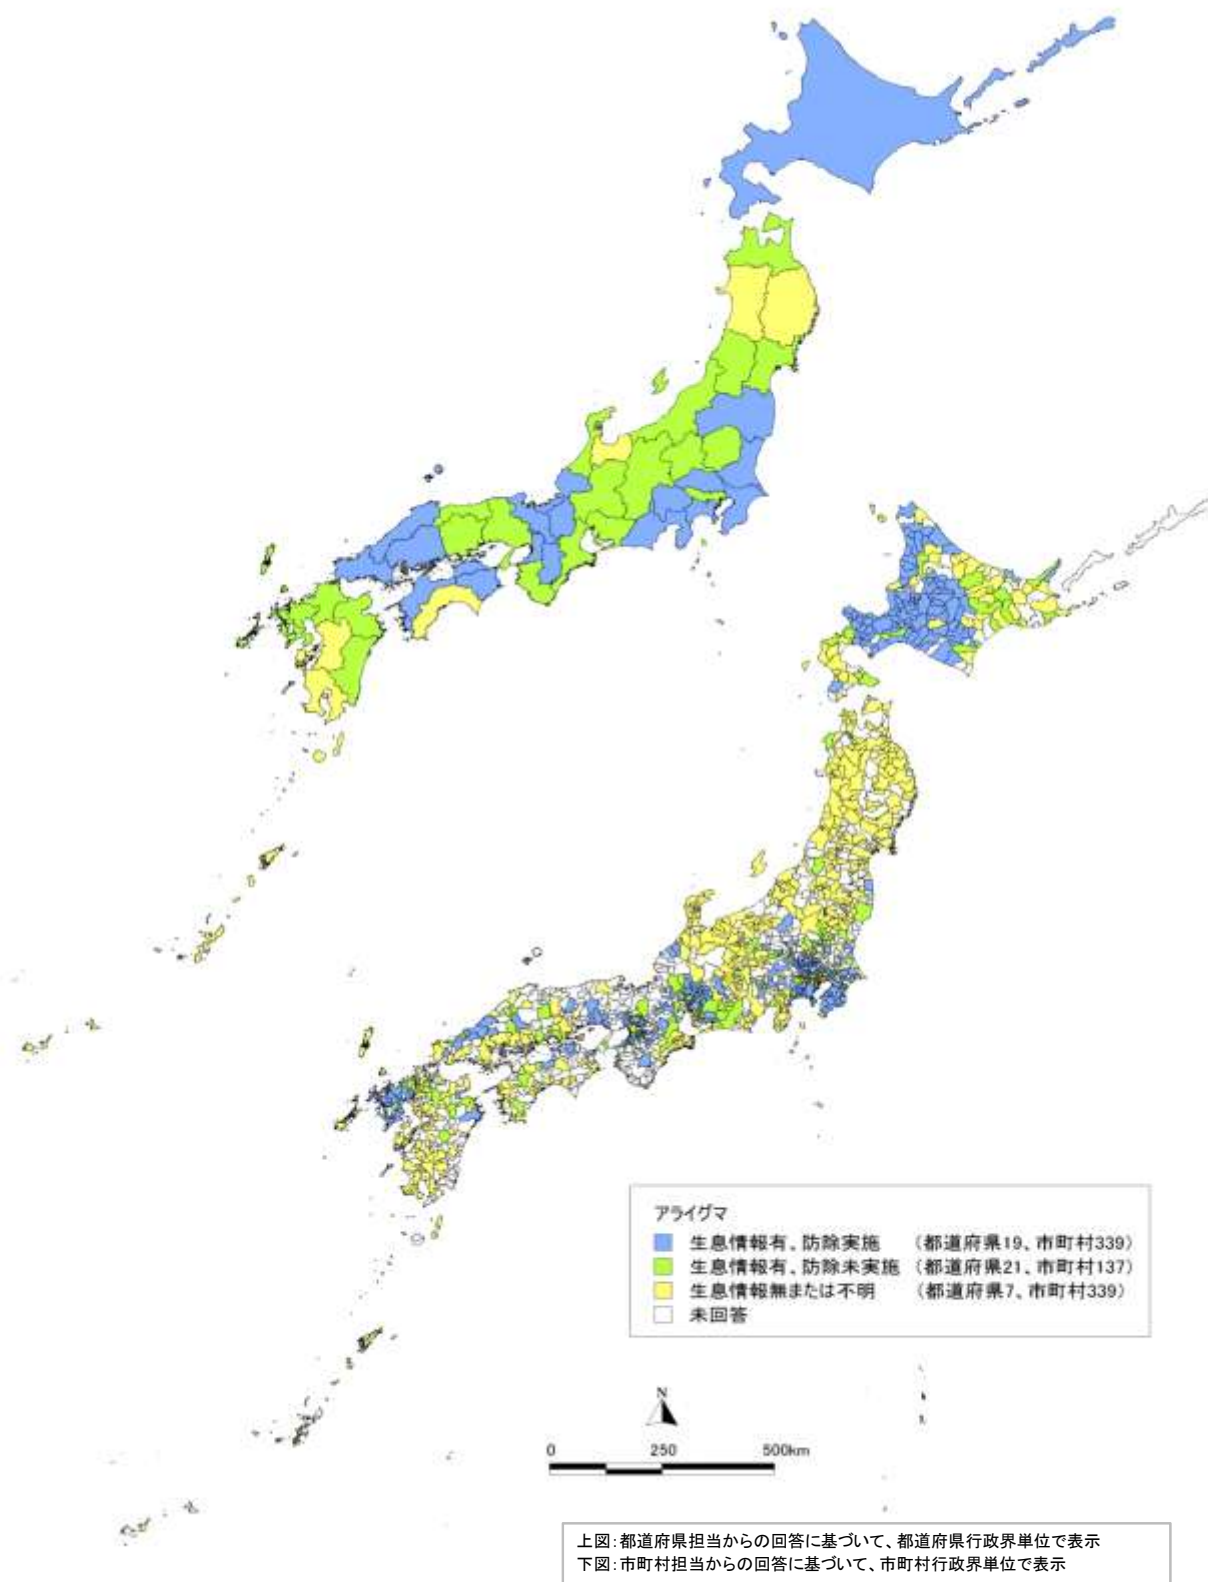 アライグマ
生息情報有、防除実施 （都道府県19、市町村339）
生息情報有、防除未実施 （都道府県21、市町村137）
生息情報無または不明 （都道府県7、市町村339）
未回答
N
0 250 500km
上図：都道府県担当からの回答に基づいて、都道府県行政界単位で表示
下図：市町村担当からの回答に基づいて、市町村行政界単位で表示